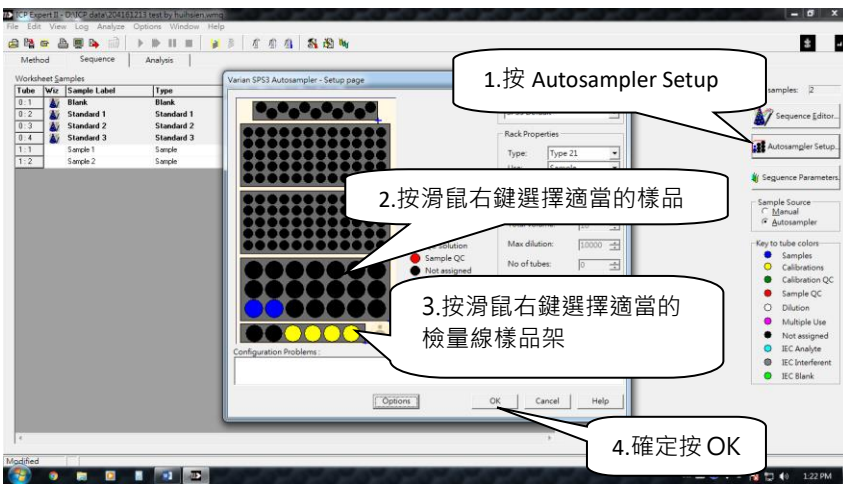 ICP Expert II - D:\ICP data\204161213 test by huihsien.wmq
File Edit View Log Analyze Options Window Help
Method Sequence Analysis
Worksheet Samples
Tube Wiz Sample Label Type
0 : 1 Blank Blank
0 : 2 Standard 1 Standard 1
0 : 3 Standard 2 Standard 2
0 : 4 Standard 3 Standard 3
1 : 1 Sample 1 Sample
1 : 2 Sample 2 Sample
Varian SPS3 Autosampler - Setup page
Rack Properties
Type: Type 21
Max dilution: 10000
No of tubes: 0
Sample QC
Not assigned
Configuration Problems :
Options OK Cancel Help
1.按 Autosampler Setup
2.按滑鼠右鍵選擇適當的樣品
3.按滑鼠右鍵選擇適當的
檢量線樣品架
4.確定按 OK
samples: 2
Sequence Editor...
Autosampler Setup...
Sequence Parameters.
Sample Source
Manual
Autosampler
Key to tube colors
Samples
Calibrations
Calibration QC
Sample QC
Dilution
Multiple Use
Not assigned
IEC Analyte
IEC Interferent
IEC Blank
Modified
1:22 PM